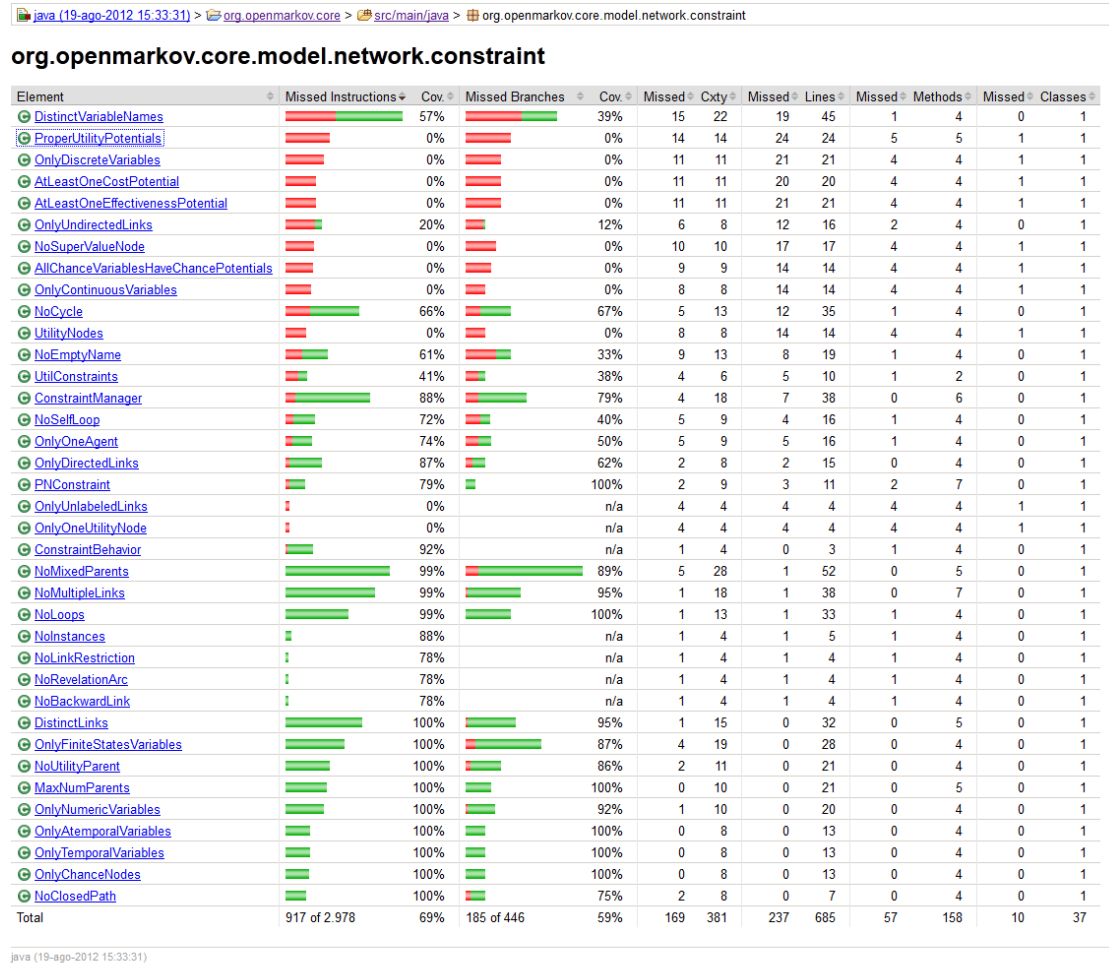 java (19-ago-2012 15:33:31) > org.openmarkov.core > src/main/java > org.openmarkov.core.model.network.constraint
org.openmarkov.core.model.network.constraint
Element Missed Instructions Cov. Missed Branches Cov. Missed Cxty Missed Lines Missed Methods Missed Classes
DistinctVariableNames 57% 39% 15 22 19 45 1 4 0 1
ProperUtilityPotentials 0% 0% 14 14 24 24 5 5 1 1
OnlyDiscreteVariables 0% 0% 11 11 21 21 4 4 1 1
AtLeastOneCostPotential 0% 0% 11 11 20 20 4 4 1 1
AtLeastOneEffectivenessPotential 0% 0% 11 11 21 21 4 4 1 1
OnlyUndirectedLinks 20% 12% 6 8 12 16 2 4 0 1
NoSuperValueNode 0% 0% 10 10 17 17 4 4 1 1
AllChanceVariablesHaveChancePotentials 0% 0% 9 9 14 14 4 4 1 1
OnlyContinuousVariables 0% 0% 8 8 14 14 4 4 1 1
NoCycle 66% 67% 5 13 12 35 1 4 0 1
UtilityNodes 0% 0% 8 8 14 14 4 4 1 1
NoEmptyName 61% 33% 9 13 8 19 1 4 0 1
UtilConstraints 41% 38% 4 6 5 10 1 2 0 1
ConstraintManager 88% 79% 4 18 7 38 0 6 0 1
NoSelfLoop 72% 40% 5 9 4 16 1 4 0 1
OnlyOneAgent 74% 50% 5 9 5 16 1 4 0 1
OnlyDirectedLinks 87% 62% 2 8 2 15 0 4 0 1
PNConstraint 79% 100% 2 9 3 11 2 7 0 1
OnlyUnlabeledLinks 0% n/a 4 4 4 4 4 4 1 1
OnlyOneUtilityNode 0% n/a 4 4 4 4 4 4 1 1
ConstraintBehavior 92% n/a 1 4 0 3 1 4 0 1
NoMixedParents 99% 89% 5 28 1 52 0 5 0 1
NoMultipleLinks 99% 95% 1 18 1 38 0 7 0 1
NoLoops 99% 100% 1 13 1 33 1 4 0 1
NoInstances 88% n/a 1 4 1 5 1 4 0 1
NoLinkRestriction 78% n/a 1 4 1 4 1 4 0 1
NoRevelationArc 78% n/a 1 4 1 4 1 4 0 1
NoBackwardLink 78% n/a 1 4 1 4 1 4 0 1
DistinctLinks 100% 95% 1 15 0 32 0 5 0 1
OnlyFiniteStatesVariables 100% 87% 4 19 0 28 0 4 0 1
NoUtilityParent 100% 86% 2 11 0 21 0 4 0 1
MaxNumParents 100% 100% 0 10 0 21 0 5 0 1
OnlyNumericVariables 100% 92% 1 10 0 20 0 4 0 1
OnlyAtemporalVariables 100% 100% 0 8 0 13 0 4 0 1
OnlyTemporalVariables 100% 100% 0 8 0 13 0 4 0 1
OnlyChanceNodes 100% 100% 0 8 0 13 0 4 0 1
NoClosedPath 100% 75% 2 8 0 7 0 4 0 1
Total 917 of 2.978 69% 185 of 446 59% 169 381 237 685 57 158 10 37
java (19-ago-2012 15:33:31)